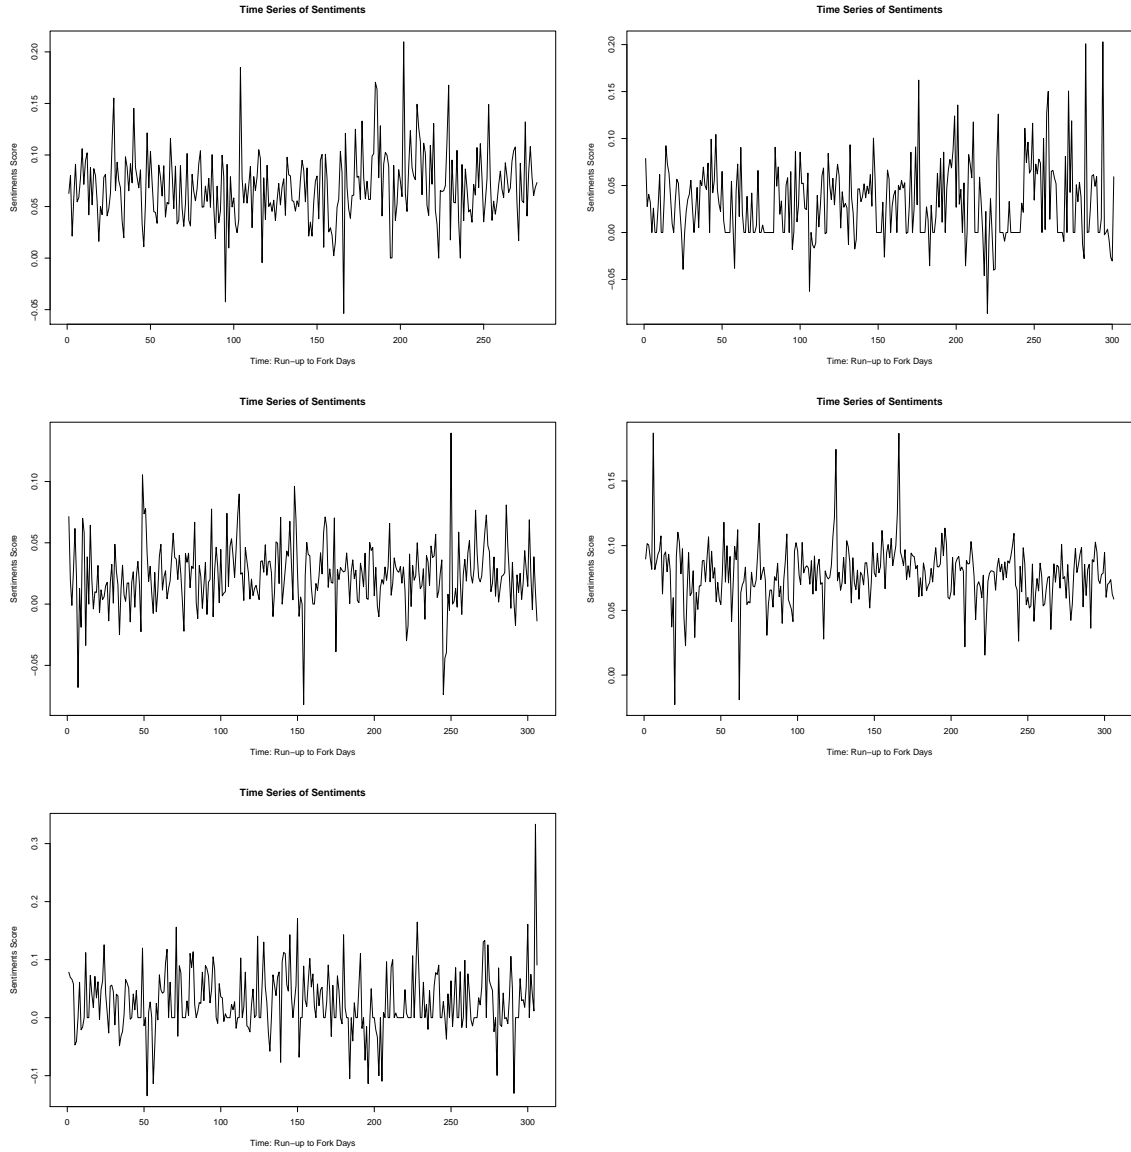 Time Series of Sentiments
Sentiments Score
0.20
0.15
0.10
0.05
0.00
−0.05
0 50 100 150 200 250
Time: Run−up to Fork Days
Time Series of Sentiments
Sentiments Score
0.20
0.15
0.10
0.05
0.00
−0.05
0 50 100 150 200 250 300
Time: Run−up to Fork Days
Time Series of Sentiments
Sentiments Score
0.10
0.05
0.00
−0.05
0 50 100 150 200 250 300
Time: Run−up to Fork Days
Time Series of Sentiments
Sentiments Score
0.15
0.10
0.05
0.00
0 50 100 150 200 250 300
Time: Run−up to Fork Days
Time Series of Sentiments
Sentiments Score
0.3
0.2
0.1
0.0
−0.1
0 50 100 150 200 250 300
Time: Run−up to Fork Days